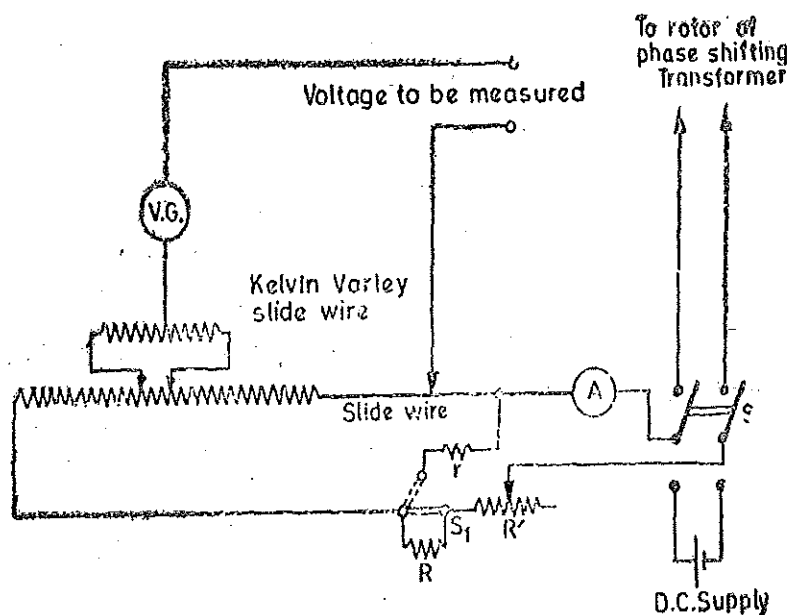 To rotor of
phase shifting
Transformer
Voltage to be measured
V.G.
Kelvin Varley
slide wire
Slide wire
A
S
r
S1
R'
R
D.C. Supply